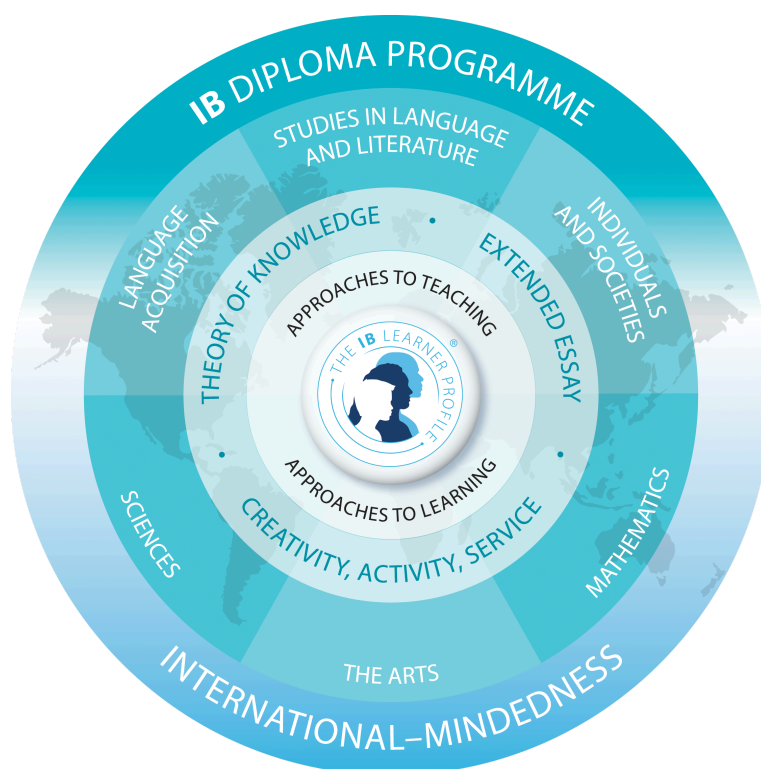 IB DIPLOMA PROGRAMME
STUDIES IN LANGUAGE
AND LITERATURE
LANGUAGE
ACQUISITION
INDIVIDUALS
AND SOCIETIES
THEORY OF KNOWLEDGE
EXTENDED ESSAY
APPROACHES TO TEACHING
THE IB LEARNER PROFILE®
APPROACHES TO LEARNING
CREATIVITY, ACTIVITY, SERVICE
SCIENCES
MATHEMATICS
THE ARTS
INTERNATIONAL–MINDEDNESS